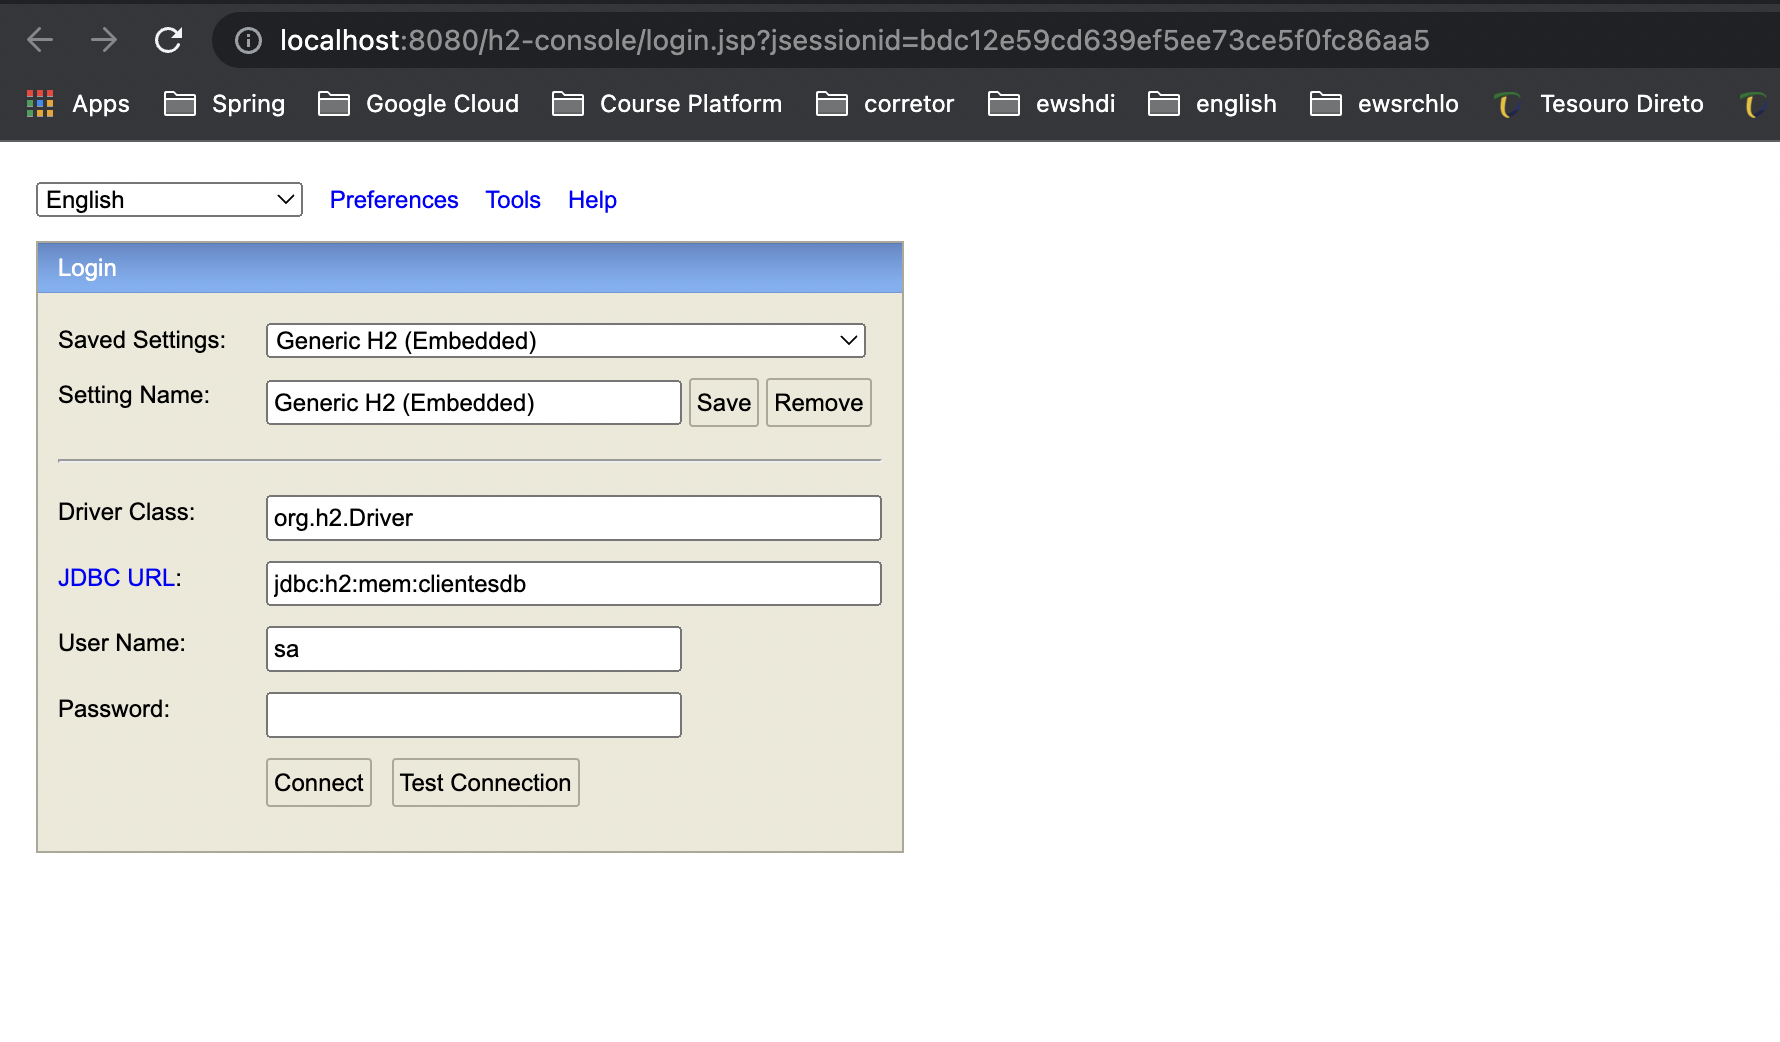 localhost:8080/h2-console/login.jsp?jsessionid=bdc12e59cd639ef5ee73ce5f0fc86aa5
Apps Spring Google Cloud Course Platform corretor ewshdi english ewsrchlo Tesouro Direto
English Preferences Tools Help
Login
Saved Settings: Generic H2 (Embedded)
Setting Name: Generic H2 (Embedded) Save Remove
Driver Class: org.h2.Driver
JDBC URL: jdbc:h2:mem:clientesdb
User Name: sa
Password:
Connect Test Connection